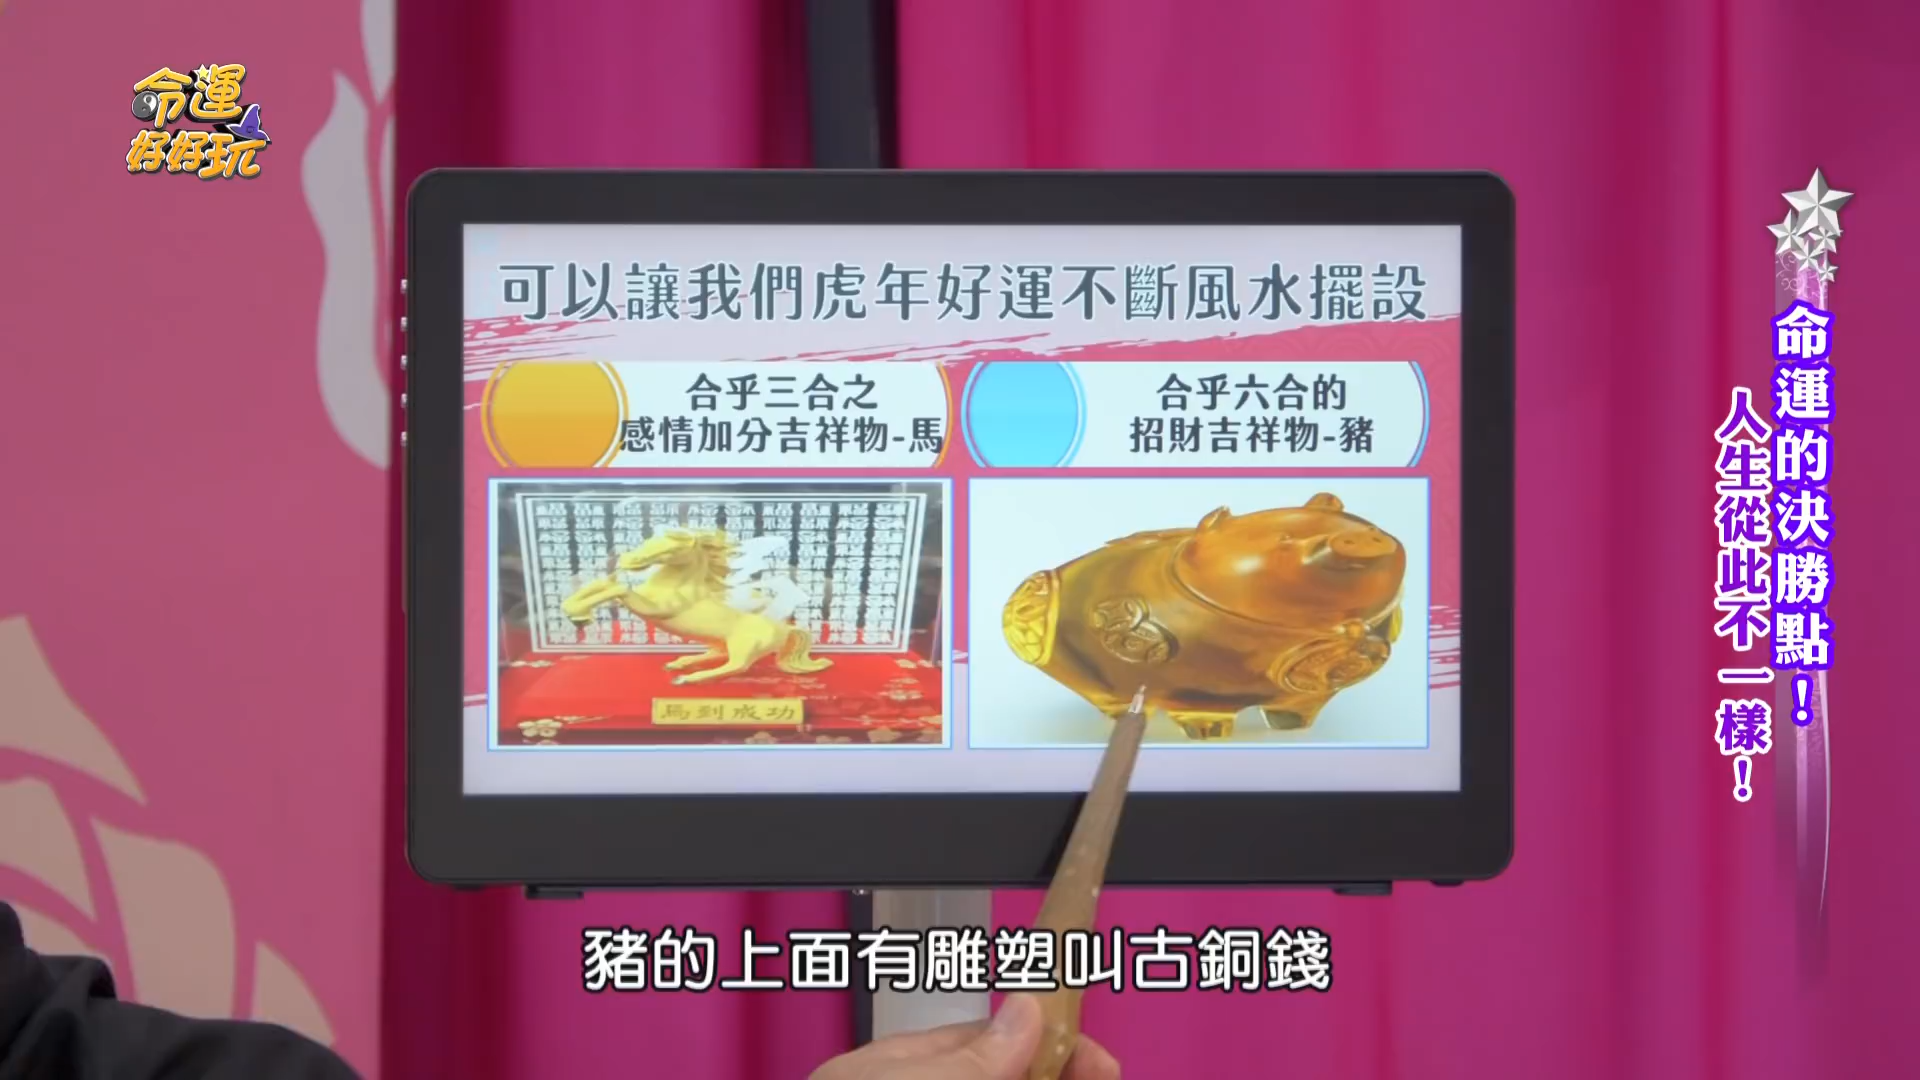 命運
好好玩
可以讓我們虎年好運不斷風水擺設
合乎三合之
感情加分吉祥物-馬
合乎六合的
招財吉祥物-豬
馬到成功
命運的決勝點！
人生從此不一樣！
豬的上面有雕塑叫古銅錢